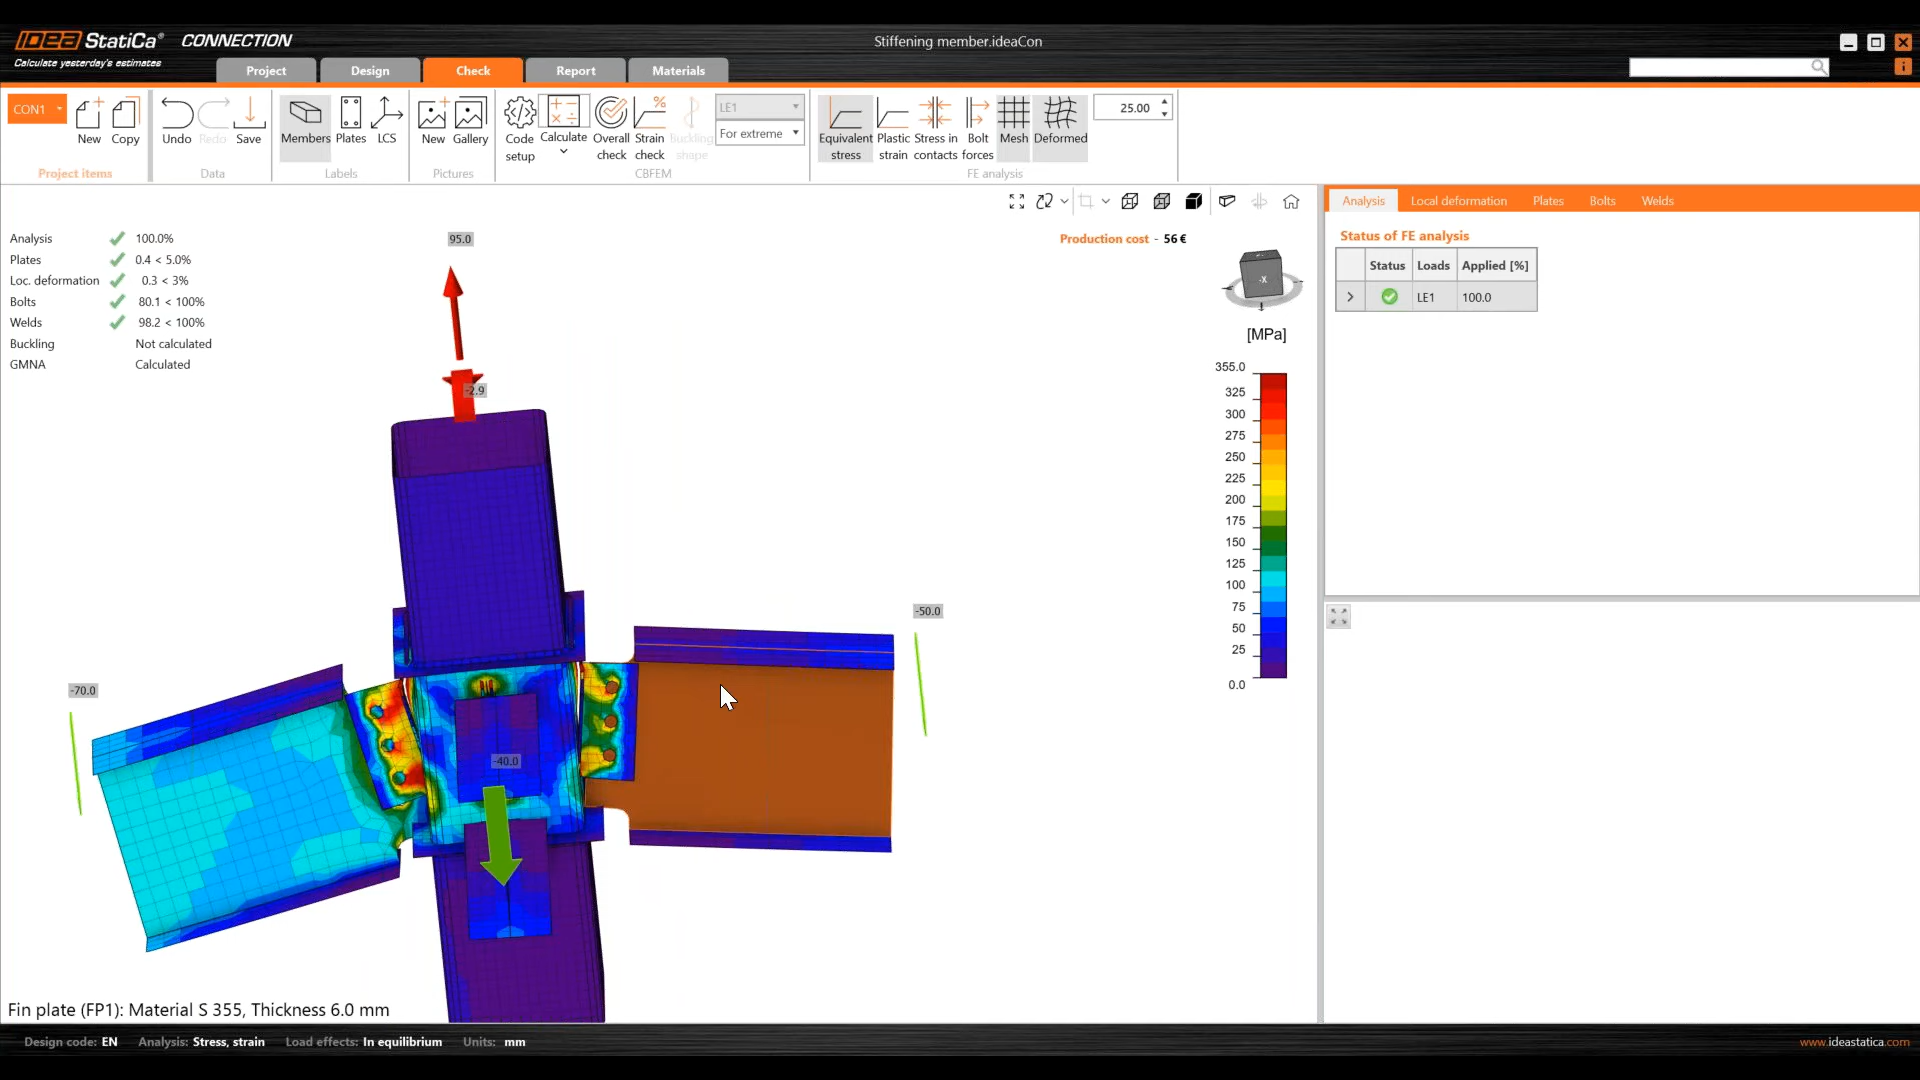 IDEA StatiCa® CONNECTION
Calculate yesterday's estimates
Stiffening member.ideaCon
Project Design Check Report Materials
i
CON1
New Copy Undo Redo Save Members Plates LCS New Gallery Code setup Calculate Overall check Strain check Buckling shape
LE1
For extreme
Equivalent stress Plastic strain Stress in contacts Bolt forces Mesh Deformed
25.00
Project items Data Labels Pictures CBFEM FE analysis
Analysis 100.0%
Plates 0.4 < 5.0%
Loc. deformation 0.3 < 3%
Bolts 80.1 < 100%
Welds 98.2 < 100%
Buckling Not calculated
GMNA Calculated
Production cost - 56 €
-X
95.0
-2.9
-50.0
-70.0
-40.0
[MPa]
355.0
325
300
275
250
225
200
175
150
125
100
75
50
25
0.0
Analysis Local deformation Plates Bolts Welds
Status of FE analysis
Status Loads Applied [%]
LE1 100.0
Fin plate (FP1): Material S 355, Thickness 6.0 mm
Design code: EN Analysis: Stress, strain Load effects: In equilibrium Units: mm
www.ideastatica.com